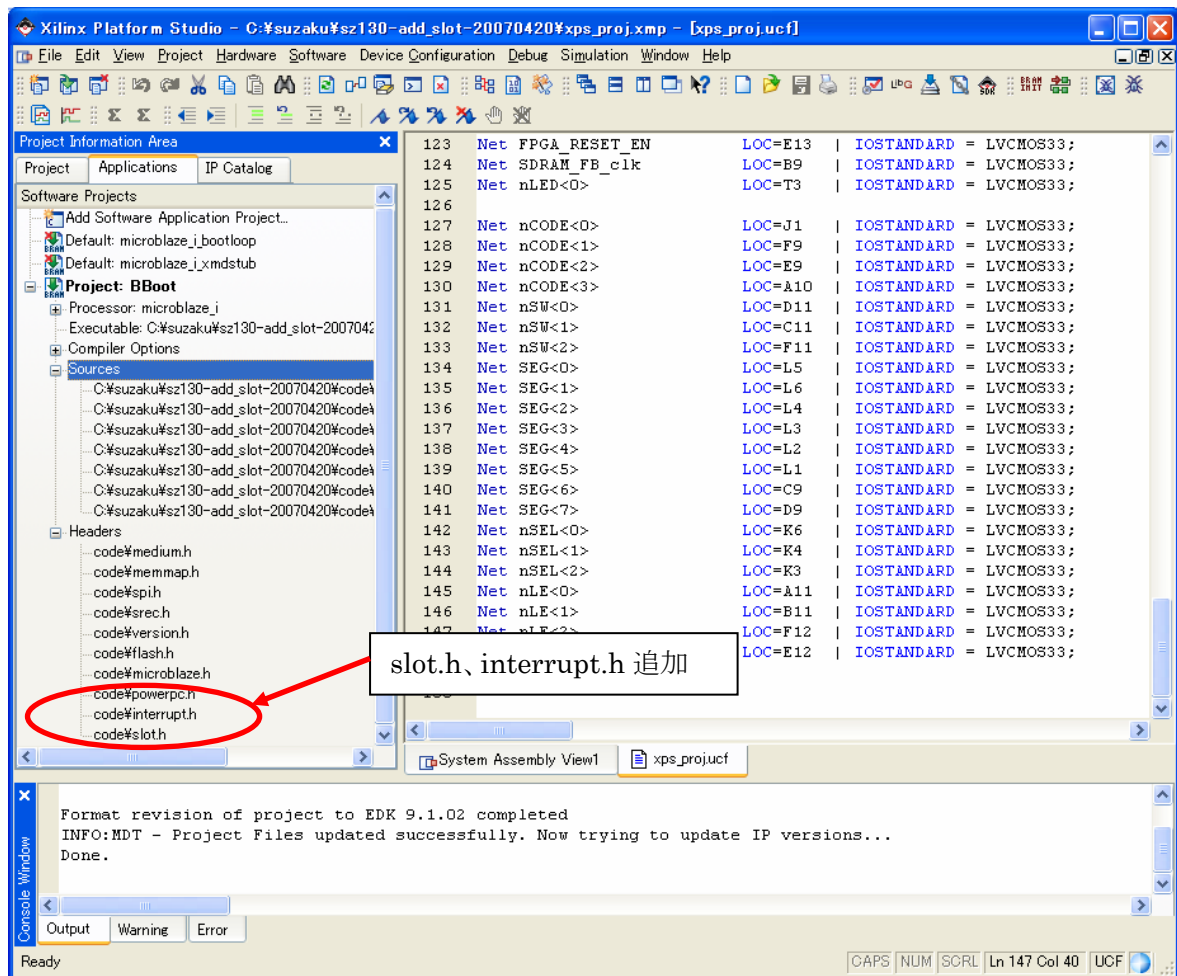 Xilinx Platform Studio - C:¥suzaku¥sz130-add_slot-20070420¥xps_proj.xmp - [xps_proj.ucf]
File Edit View Project Hardware Software Device Configuration Debug Simulation Window Help
Project Information Area
Project Applications IP Catalog
Software Projects
Add Software Application Project...
Default: microblaze_i_bootloop
Default: microblaze_i_xmdstub
Project: BBoot
Processor: microblaze_i
Executable: C:¥suzaku¥sz130-add_slot-2007042
Compiler Options
Sources
C:¥suzaku¥sz130-add_slot-20070420¥code¥
C:¥suzaku¥sz130-add_slot-20070420¥code¥
C:¥suzaku¥sz130-add_slot-20070420¥code¥
C:¥suzaku¥sz130-add_slot-20070420¥code¥
C:¥suzaku¥sz130-add_slot-20070420¥code¥
C:¥suzaku¥sz130-add_slot-20070420¥code¥
C:¥suzaku¥sz130-add_slot-20070420¥code¥
Headers
code¥medium.h
code¥memmap.h
code¥spi.h
code¥srec.h
code¥version.h
code¥flash.h
code¥microblaze.h
code¥powerpc.h
code¥interrupt.h
code¥slot.h
123 Net FPGA_RESET_EN LOC=E13 | IOSTANDARD = LVCMOS33;
124 Net SDRAM_FB_clk LOC=B9 | IOSTANDARD = LVCMOS33;
125 Net nLED<0> LOC=T3 | IOSTANDARD = LVCMOS33;
126
127 Net nCODE<0> LOC=J1 | IOSTANDARD = LVCMOS33;
128 Net nCODE<1> LOC=F9 | IOSTANDARD = LVCMOS33;
129 Net nCODE<2> LOC=E9 | IOSTANDARD = LVCMOS33;
130 Net nCODE<3> LOC=A10 | IOSTANDARD = LVCMOS33;
131 Net nSW<0> LOC=D11 | IOSTANDARD = LVCMOS33;
132 Net nSW<1> LOC=C11 | IOSTANDARD = LVCMOS33;
133 Net nSW<2> LOC=F11 | IOSTANDARD = LVCMOS33;
134 Net SEG<0> LOC=L5 | IOSTANDARD = LVCMOS33;
135 Net SEG<1> LOC=L6 | IOSTANDARD = LVCMOS33;
136 Net SEG<2> LOC=L4 | IOSTANDARD = LVCMOS33;
137 Net SEG<3> LOC=L3 | IOSTANDARD = LVCMOS33;
138 Net SEG<4> LOC=L2 | IOSTANDARD = LVCMOS33;
139 Net SEG<5> LOC=L1 | IOSTANDARD = LVCMOS33;
140 Net SEG<6> LOC=C9 | IOSTANDARD = LVCMOS33;
141 Net SEG<7> LOC=D9 | IOSTANDARD = LVCMOS33;
142 Net nSEL<0> LOC=K6 | IOSTANDARD = LVCMOS33;
143 Net nSEL<1> LOC=K4 | IOSTANDARD = LVCMOS33;
144 Net nSEL<2> LOC=K3 | IOSTANDARD = LVCMOS33;
145 Net nLE<0> LOC=A11 | IOSTANDARD = LVCMOS33;
146 Net nLE<1> LOC=B11 | IOSTANDARD = LVCMOS33;
147 Net nLE<2> LOC=F12 | IOSTANDARD = LVCMOS33;
LOC=E12 | IOSTANDARD = LVCMOS33;
slot.h、interrupt.h 追加
System Assembly View1 xps_proj.ucf
Format revision of project to EDK 9.1.02 completed
INFO:MDT - Project Files updated successfully. Now trying to update IP versions...
Done.
Console Window
Output Warning Error
Ready CAPS NUM SCRL Ln 147 Col 40 UCF